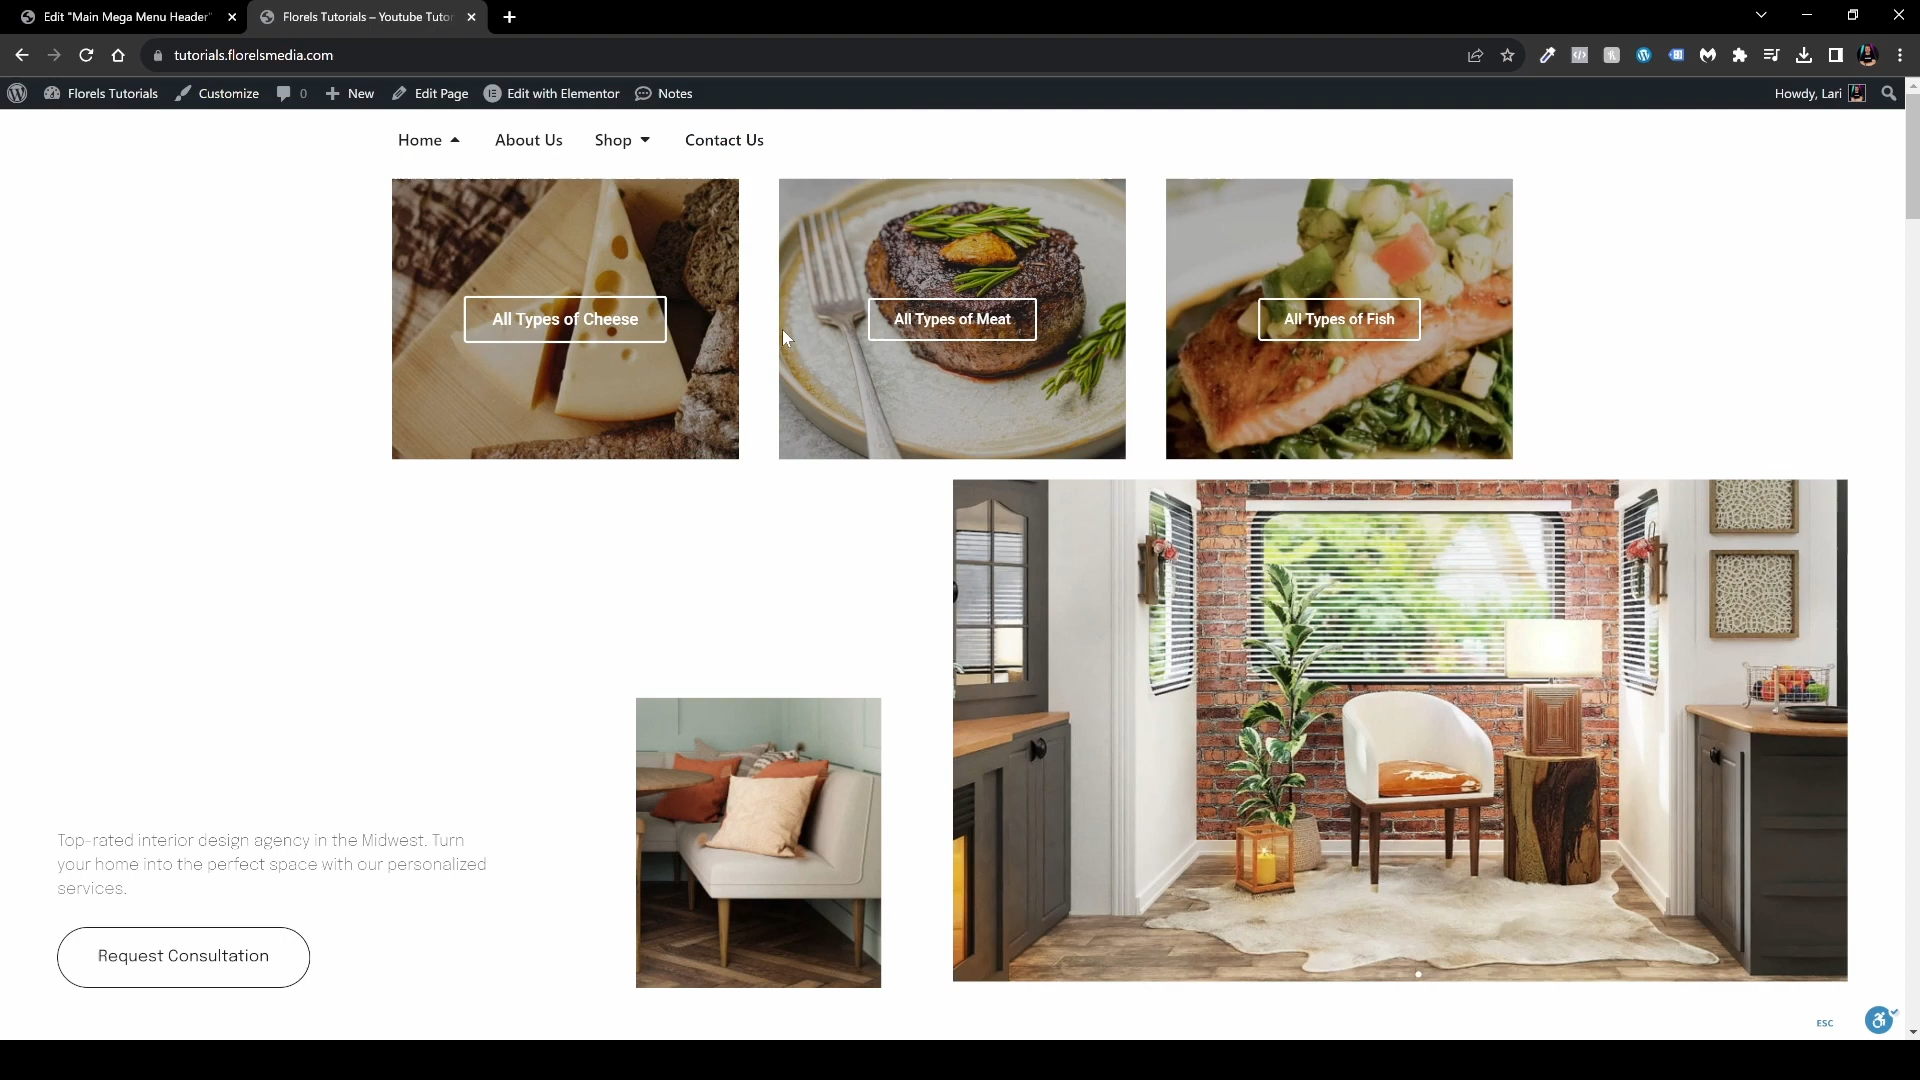 Edit "Main Mega Menu Header"
Florels Tutorials – Youtube Tutor
tutorials.florelsmedia.com
Florels Tutorials
Customize
0
New
Edit Page
Edit with Elementor
Notes
Howdy, Lari
Home
About Us
Shop
Contact Us
All Types of Cheese
All Types of Meat
All Types of Fish
Top-rated interior design agency in the Midwest. Turn
your home into the perfect space with our personalized
services.
Request Consultation
ESC